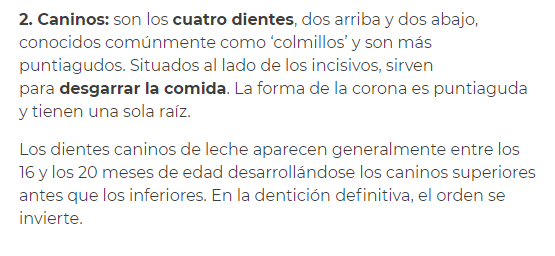 2. Caninos: son los cuatro dientes, dos arriba y dos abajo,
conocidos comúnmente como ‘colmillos’ y son más
puntiagudos. Situados al lado de los incisivos, sirven
para desgarrar la comida. La forma de la corona es puntiaguda
y tienen una sola raíz.
Los dientes caninos de leche aparecen generalmente entre los
16 y los 20 meses de edad desarrollándose los caninos superiores
antes que los inferiores. En la dentición definitiva, el orden se
invierte.